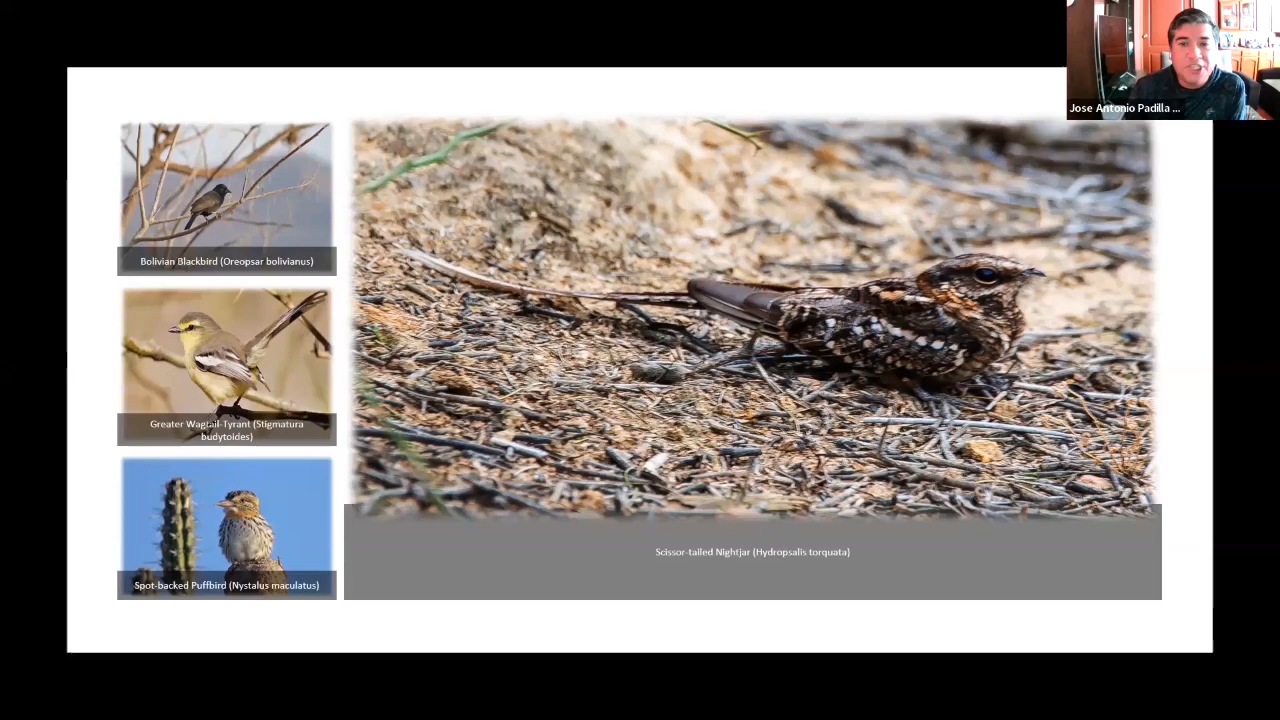 Jose Antonio Padilla ...
Bolivian Blackbird (Oreopsar bolivianus)
Greater Wagtail-Tyrant (Stigmatura
budytoides)
Spot-backed Puffbird (Nystalus maculatus)
Scissor-tailed Nightjar (Hydropsalis torquata)